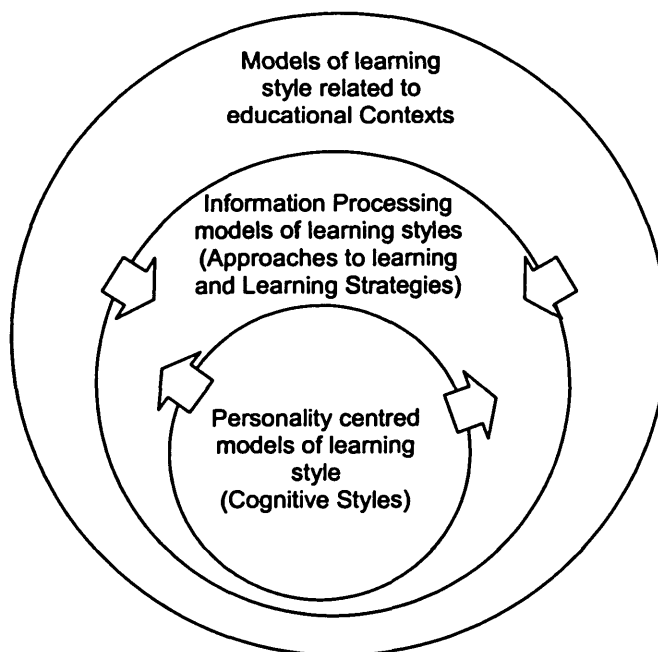 Models of learning
style related to
educational Contexts
Information Processing
models of learning styles
(Approaches to learning
and Learning Strategies)
Personality centred
models of learning
style
(Cognitive Styles)